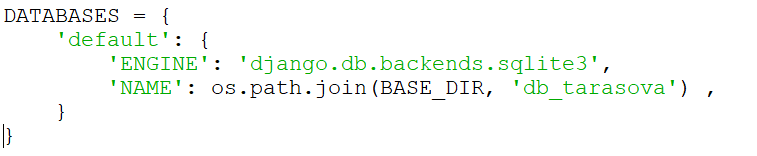 DATABASES = {
    'default': {
        'ENGINE': 'django.db.backends.sqlite3',
        'NAME': os.path.join(BASE_DIR, 'db_tarasova') ,
    }
}